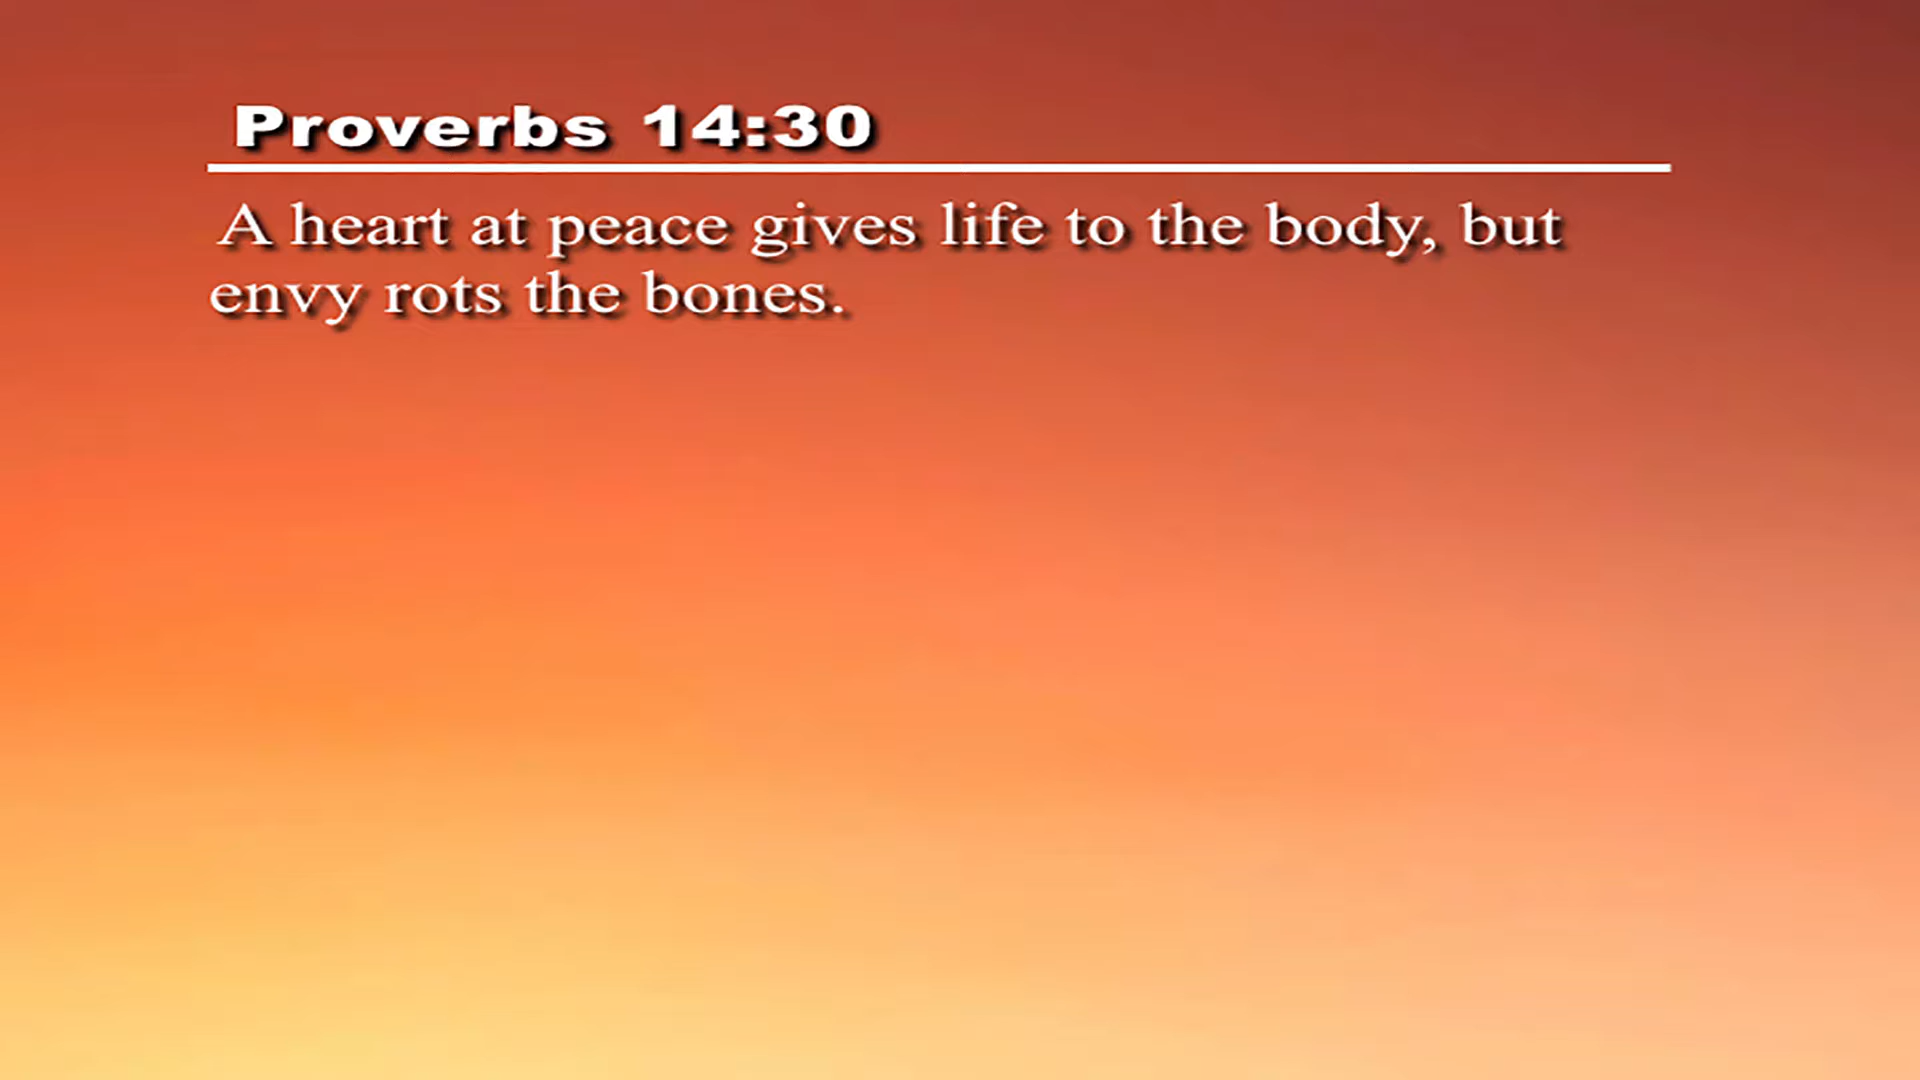 Proverbs 14:30
A heart at peace gives life to the body, but
envy rots the bones.